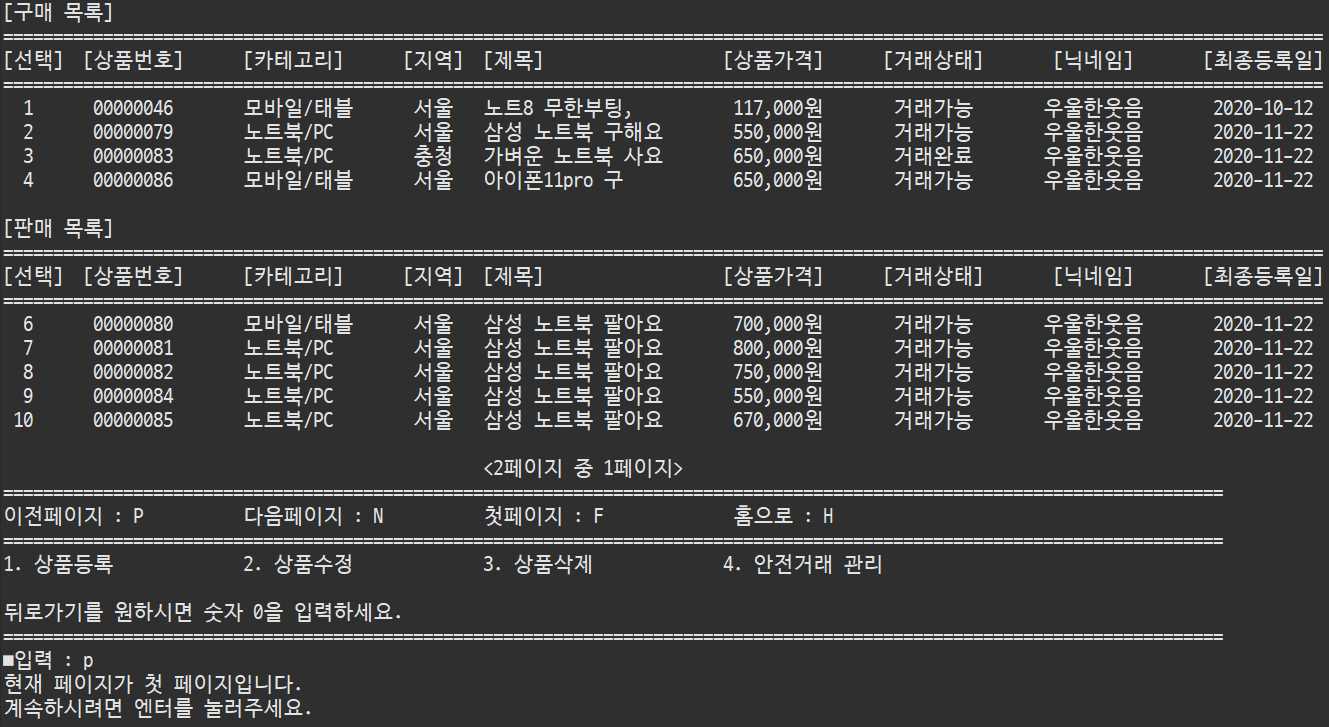 [구매 목록]
====================================================================================================================================
[선택]  [상품번호]      [카테고리]      [지역]  [제목]                  [상품가격]      [거래상태]       [닉네임]       [최종등록일]
====================================================================================================================================
1      00000046       모바일/태블      서울   노트8 무한부팅,          117,000원       거래가능       우울한웃음       2020-10-12
2      00000079       노트북/PC        서울   삼성 노트북 구해요       550,000원       거래가능       우울한웃음       2020-11-22
3      00000083       노트북/PC        충청   가벼운 노트북 사요       650,000원       거래완료       우울한웃음       2020-11-22
4      00000086       모바일/태블      서울   아이폰11pro 구           650,000원       거래가능       우울한웃음       2020-11-22
[판매 목록]
====================================================================================================================================
[선택]  [상품번호]      [카테고리]      [지역]  [제목]                  [상품가격]      [거래상태]       [닉네임]       [최종등록일]
====================================================================================================================================
6      00000080       모바일/태블      서울   삼성 노트북 팔아요       700,000원       거래가능       우울한웃음       2020-11-22
7      00000081       노트북/PC        서울   삼성 노트북 팔아요       800,000원       거래가능       우울한웃음       2020-11-22
8      00000082       노트북/PC        서울   삼성 노트북 팔아요       750,000원       거래가능       우울한웃음       2020-11-22
9      00000084       노트북/PC        서울   삼성 노트북 팔아요       550,000원       거래가능       우울한웃음       2020-11-22
10     00000085       노트북/PC        서울   삼성 노트북 팔아요       670,000원       거래가능       우울한웃음       2020-11-22
<2페이지 중 1페이지>
==========================================================================================================================
이전페이지 : P          다음페이지 : N          첫페이지 : F             홈으로 : H
==========================================================================================================================
1. 상품등록             2. 상품수정             3. 상품삭제             4. 안전거래 관리
뒤로가기를 원하시면 숫자 0을 입력하세요.
==========================================================================================================================
■입력 : p
현재 페이지가 첫 페이지입니다.
계속하시려면 엔터를 눌러주세요.